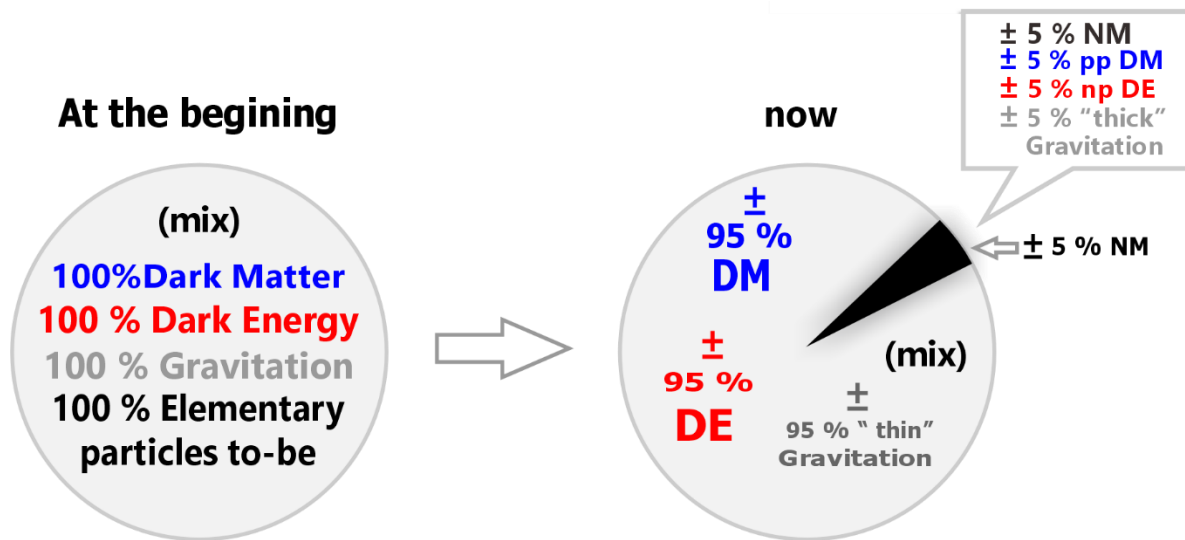 At the begining
(mix)
100%Dark Matter
100 % Dark Energy
100 % Gravitation
100 % Elementary
particles to-be
now
±
95 %
DM
±
95 %
DE
(mix)
±
95 % “ thin”
Gravitation
± 5 % NM
± 5 % pp DM
± 5 % np DE
± 5 % “thick”
Gravitation
± 5 % NM